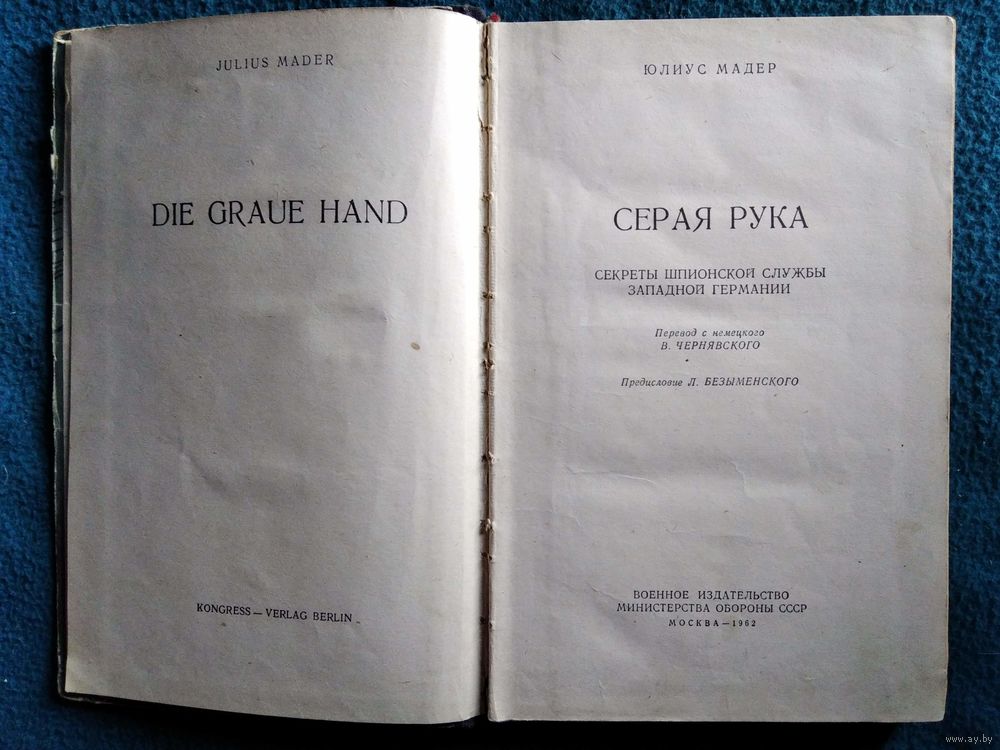 JULIUS MADER
DIE GRAUE HAND
KONGRESS — VERLAG BERLIN
ЮЛИУС МАДЕР
СЕРАЯ РУКА
СЕКРЕТЫ ШПИОНСКОЙ СЛУЖБЫ
ЗАПАДНОЙ ГЕРМАНИИ
Перевод с немецкого
В. ЧЕРНЯВСКОГО
Предисловие Л. БЕЗЫМЕНСКОГО
ВОЕННОЕ ИЗДАТЕЛЬСТВО
МИНИСТЕРСТВА ОБОРОНЫ СССР
МОСКВА — 1962
www.ay.by